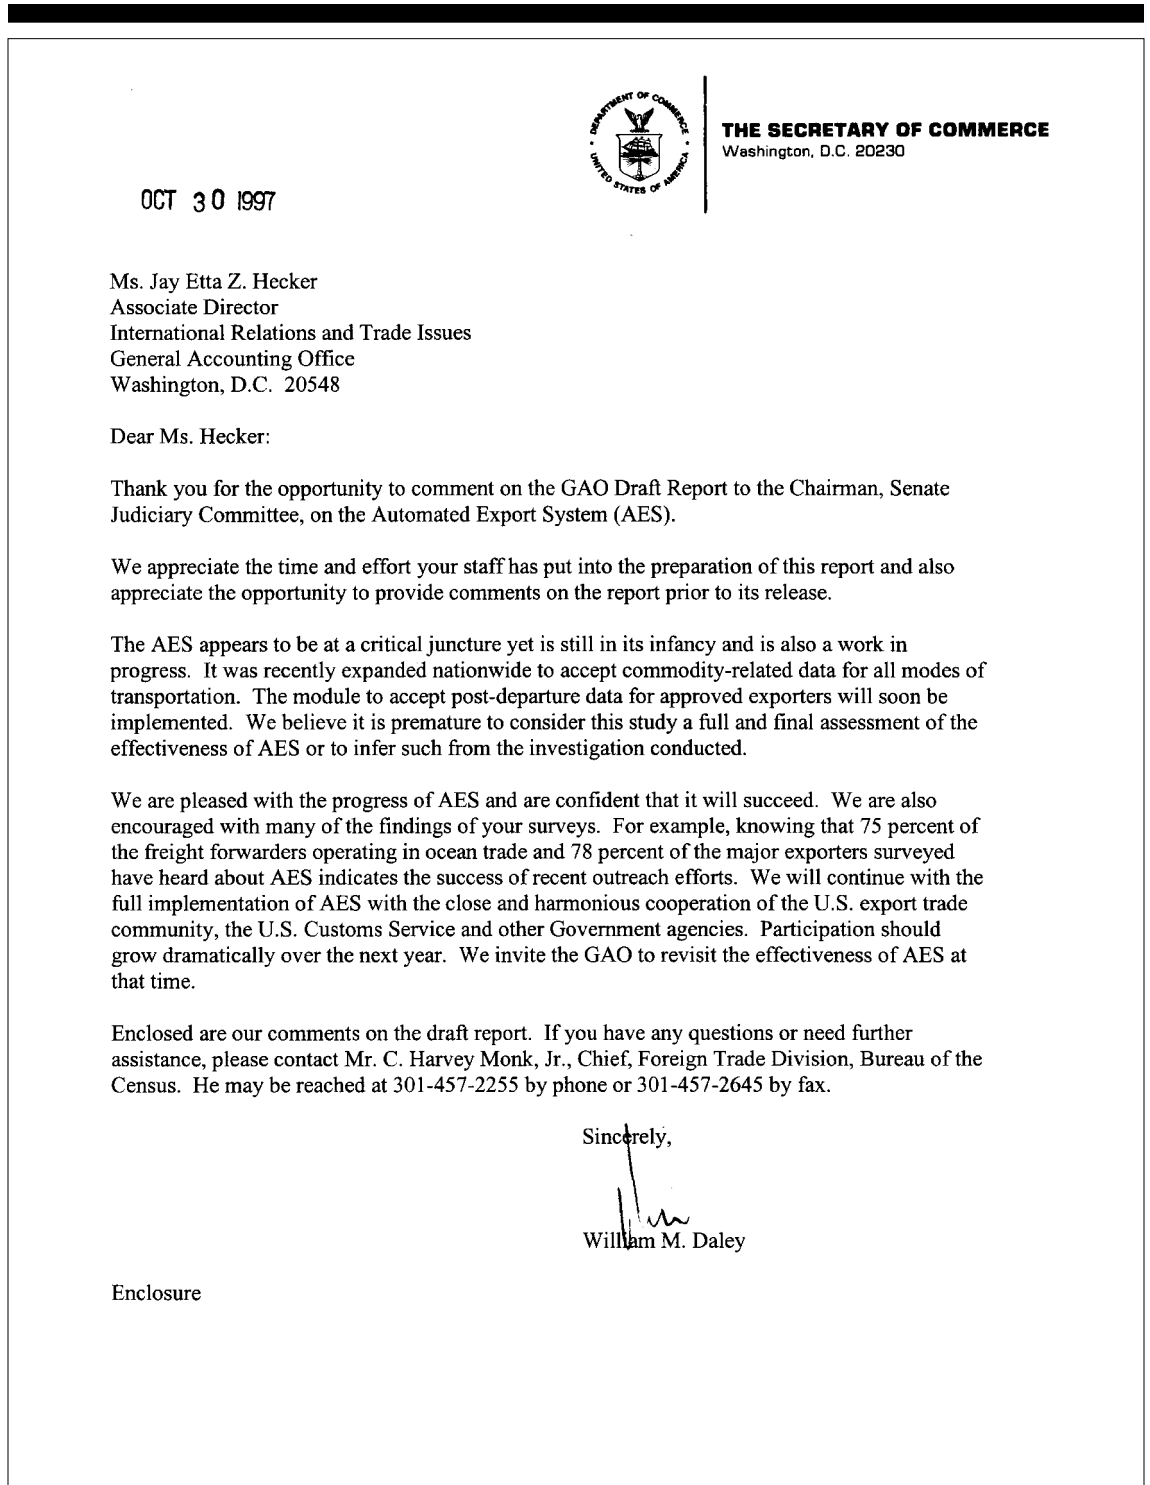 DEPARTMENT OF COMMERCE
UNITED STATES OF AMERICA
THE SECRETARY OF COMMERCE
Washington, D.C. 20230
OCT 30 1997
Ms. Jay Etta Z. Hecker
Associate Director
International Relations and Trade Issues
General Accounting Office
Washington, D.C. 20548
Dear Ms. Hecker:
Thank you for the opportunity to comment on the GAO Draft Report to the Chairman, Senate
Judiciary Committee, on the Automated Export System (AES).
We appreciate the time and effort your staff has put into the preparation of this report and also
appreciate the opportunity to provide comments on the report prior to its release.
The AES appears to be at a critical juncture yet is still in its infancy and is also a work in
progress. It was recently expanded nationwide to accept commodity-related data for all modes of
transportation. The module to accept post-departure data for approved exporters will soon be
implemented. We believe it is premature to consider this study a full and final assessment of the
effectiveness of AES or to infer such from the investigation conducted.
We are pleased with the progress of AES and are confident that it will succeed. We are also
encouraged with many of the findings of your surveys. For example, knowing that 75 percent of
the freight forwarders operating in ocean trade and 78 percent of the major exporters surveyed
have heard about AES indicates the success of recent outreach efforts. We will continue with the
full implementation of AES with the close and harmonious cooperation of the U.S. export trade
community, the U.S. Customs Service and other Government agencies. Participation should
grow dramatically over the next year. We invite the GAO to revisit the effectiveness of AES at
that time.
Enclosed are our comments on the draft report. If you have any questions or need further
assistance, please contact Mr. C. Harvey Monk, Jr., Chief, Foreign Trade Division, Bureau of the
Census. He may be reached at 301-457-2255 by phone or 301-457-2645 by fax.
Sincerely,
William M. Daley
Enclosure